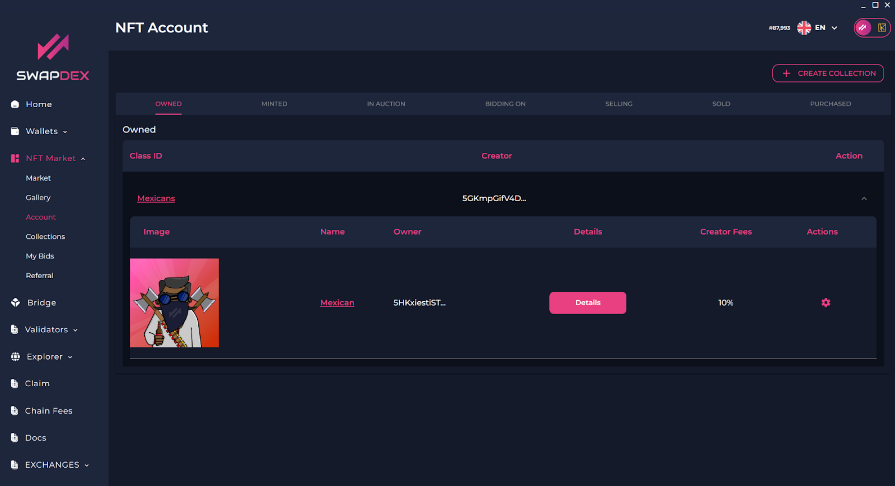 NFT Account
#87,993
EN
SWAPDEX
CREATE COLLECTION
Home
Wallets
NFT Market
Market
Gallery
Account
Collections
My Bids
Referral
Bridge
Validators
Explorer
Claim
Chain Fees
Docs
EXCHANGES
OWNED MINTED IN AUCTION BIDDING ON SELLING SOLD PURCHASED
Owned
Class ID Creator Action
Mexicans 5GKmpGifV4D...
Image Name Owner Details Creator Fees Actions
Mexican 5HKxiestiST... Details 10%